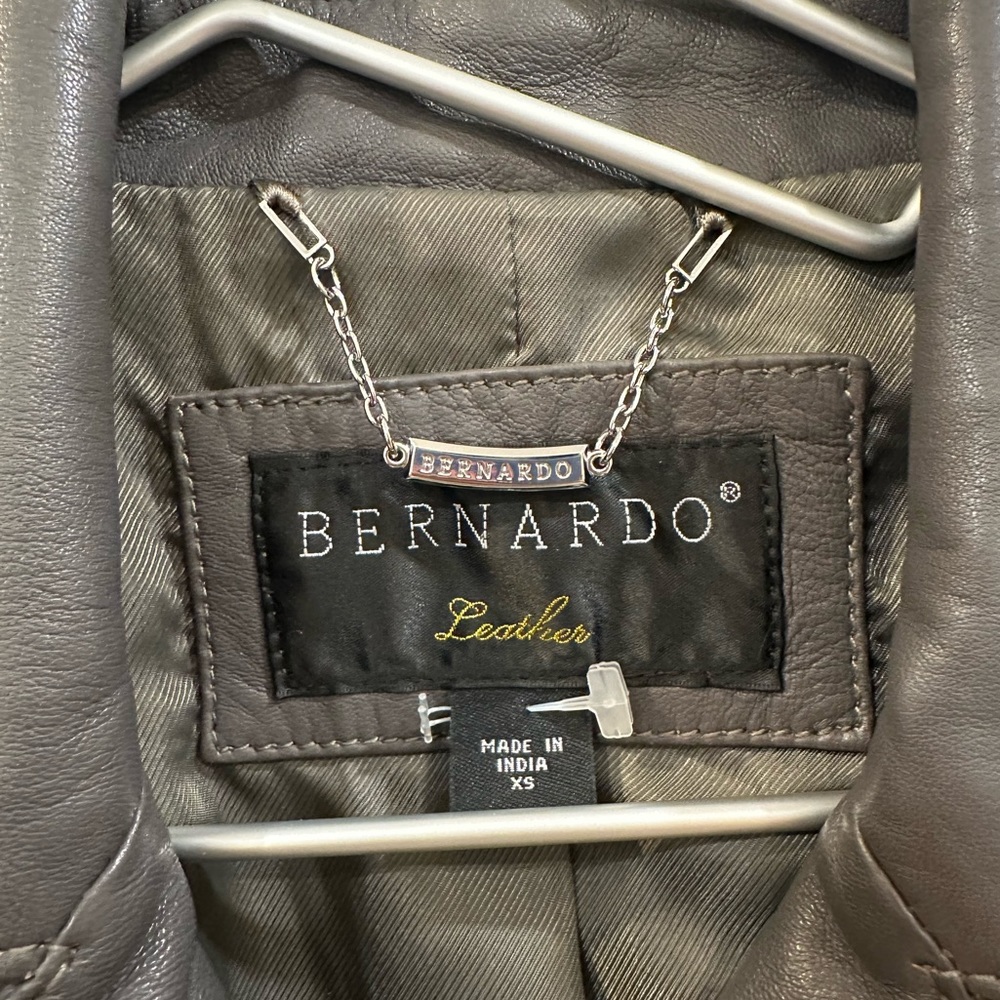 BERNARDO
BERNARDO®
Leather
MADE IN
INDIA
XS